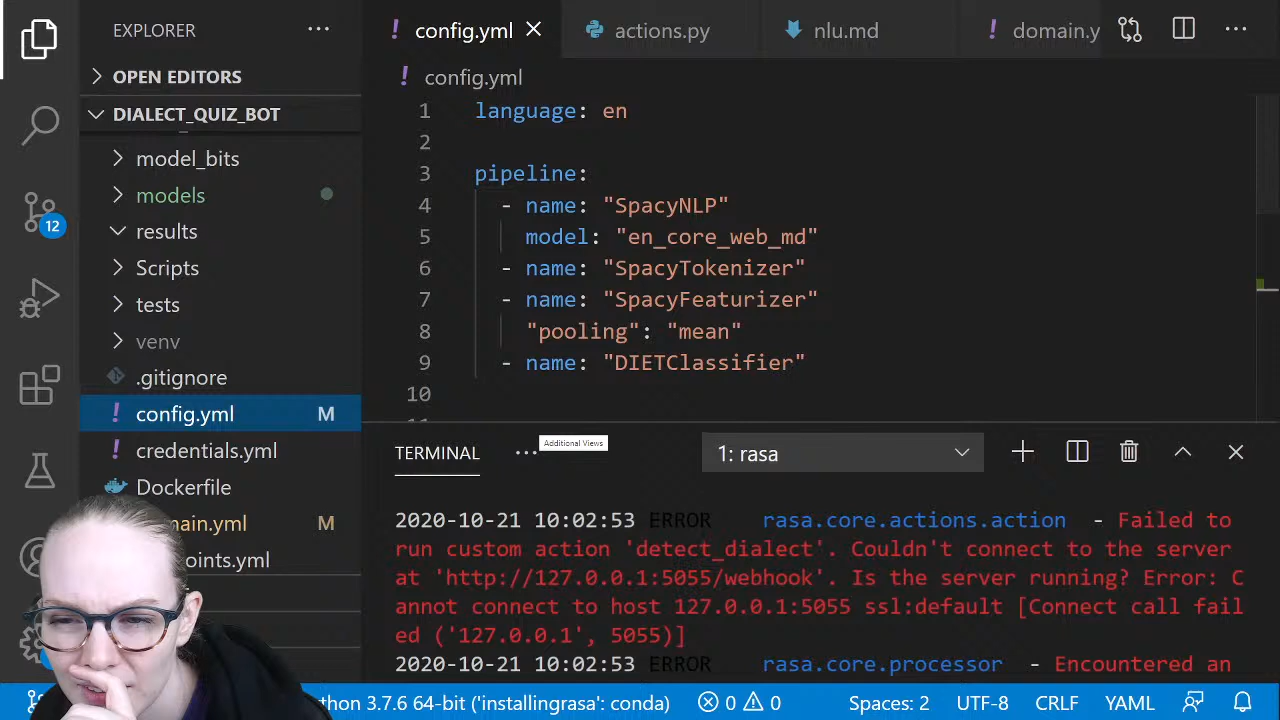 EXPLORER
config.yml
actions.py
nlu.md
domain.y
OPEN EDITORS
config.yml
DIALECT_QUIZ_BOT
model_bits
models
results
Scripts
tests
venv
.gitignore
config.yml M
credentials.yml
Dockerfile
main.yml M
oints.yml
12
1 language: en
2
3 pipeline:
4 - name: "SpacyNLP"
5 model: "en_core_web_md"
6 - name: "SpacyTokenizer"
7 - name: "SpacyFeaturizer"
8 "pooling": "mean"
9 - name: "DIETClassifier"
10
TERMINAL
Additional Views
1: rasa
2020-10-21 10:02:53 ERROR rasa.core.actions.action - Failed to
run custom action 'detect_dialect'. Couldn't connect to the server
at 'http://127.0.0.1:5055/webhook'. Is the server running? Error: C
annot connect to host 127.0.0.1:5055 ssl:default [Connect call fail
ed ('127.0.0.1', 5055)]
2020-10-21 10:02:53 ERROR rasa.core.processor - Encountered an
thon 3.7.6 64-bit ('installingrasa': conda)
0 0
Spaces: 2
UTF-8
CRLF
YAML